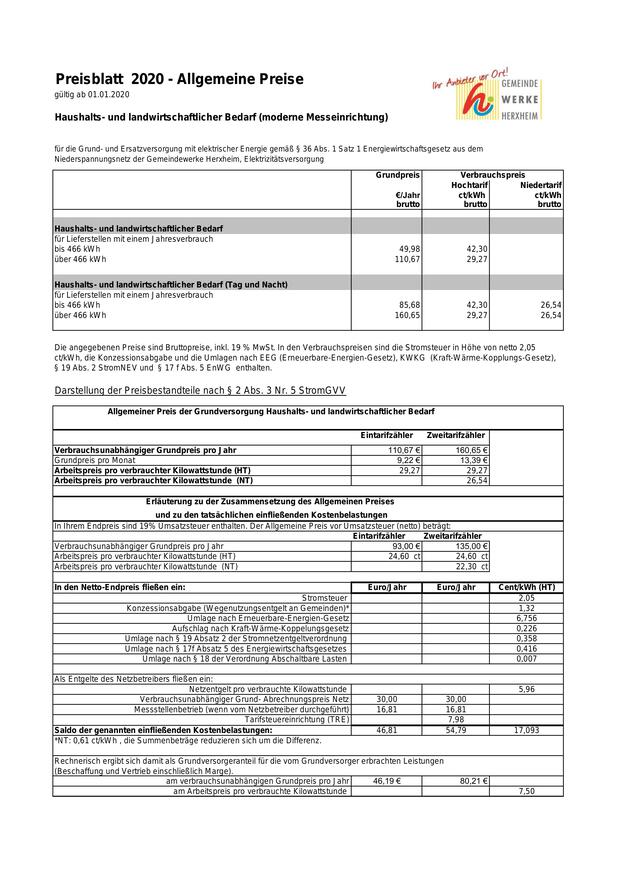 Preisblatt 2020 - Allgemeine Preise
gültig ab 01.01.2020
Ihr Anbieter vor Ort!
GEMEINDE
WERKE
HERXHEIM
Haushalts- und landwirtschaftlicher Bedarf (moderne Messeinrichtung)
für die Grund- und Ersatzversorgung mit elektrischer Energie gemäß § 36 Abs. 1 Satz 1 Energiewirtschaftsgesetz aus dem
Niederspannungsnetz der Gemeindewerke Herxheim, Elektrizitätsversorgung
Grundpreis Verbrauchspreis
Hochtarif Niedertarif
€/Jahr ct/kWh ct/kWh
brutto brutto brutto
Haushalts- und landwirtschaftlicher Bedarf
für Lieferstellen mit einem Jahresverbrauch
bis 466 kWh 49,98 42,30
über 466 kWh 110,67 29,27
Haushalts- und landwirtschaftlicher Bedarf (Tag und Nacht)
für Lieferstellen mit einem Jahresverbrauch
bis 466 kWh 85,68 42,30 26,54
über 466 kWh 160,65 29,27 26,54
Die angegebenen Preise sind Bruttopreise, inkl. 19 % MwSt. In den Verbrauchspreisen sind die Stromsteuer in Höhe von netto 2,05
ct/kWh, die Konzessionsabgabe und die Umlagen nach EEG (Erneuerbare-Energien-Gesetz), KWKG (Kraft-Wärme-Kopplungs-Gesetz),
§ 19 Abs. 2 StromNEV und § 17 f Abs. 5 EnWG enthalten.
Darstellung der Preisbestandteile nach § 2 Abs. 3 Nr. 5 StromGVV
Allgemeiner Preis der Grundversorgung Haushalts- und landwirtschaftlicher Bedarf
Eintarifzähler Zweitarifzähler
Verbrauchsunabhängiger Grundpreis pro Jahr 110,67 € 160,65 €
Grundpreis pro Monat 9,22 € 13,39 €
Arbeitspreis pro verbrauchter Kilowattstunde (HT) 29,27 29,27
Arbeitspreis pro verbrauchter Kilowattstunde (NT) 26,54
Erläuterung zu der Zusammensetzung des Allgemeinen Preises
und zu den tatsächlichen einfließenden Kostenbelastungen:
In Ihrem Endpreis sind 19% Umsatzsteuer enthalten. Der Allgemeine Preis vor Umsatzsteuer (netto) beträgt:
Eintarifzähler Zweitarifzähler
Verbrauchsunabhängiger Grundpreis pro Jahr 93,00 € 135,00 €
Arbeitspreis pro verbrauchter Kilowattstunde (HT) 24,60 ct 24,60 ct
Arbeitspreis pro verbrauchter Kilowattstunde (NT) 22,30 ct
In den Netto-Endpreis fließen ein: Euro/Jahr Euro/Jahr Cent/kWh (HT)
Stromsteuer 2,05
Konzessionsabgabe (Wegenutzungsentgelt an Gemeinden)* 1,32
Umlage nach Erneuerbare-Energien-Gesetz 6,756
Aufschlag nach Kraft-Wärme-Koppelungsgesetz 0,226
Umlage nach § 19 Absatz 2 der Stromnetzentgeltverordnung 0,358
Umlage nach § 17f Absatz 5 des Energiewirtschaftsgesetzes 0,416
Umlage nach § 18 der Verordnung Abschaltbare Lasten 0,007
Als Entgelte des Netzbetreibers fließen ein:
Netzentgelt pro verbrauchte Kilowattstunde 5,96
Verbrauchsunabhängiger Grund- Abrechnungspreis Netz 30,00 30,00
Messstellenbetrieb (wenn vom Netzbetreiber durchgeführt) 16,81 16,81
Tarifsteuereinrichtung (TRE) 7,98
Saldo der genannten einfließenden Kostenbelastungen: 46,81 54,79 17,093
*NT: 0,61 ct/kWh , die Summenbeträge reduzieren sich um die Differenz.
Rechnerisch ergibt sich damit als Grundversorgeranteil für die vom Grundversorger erbrachten Leistungen
(Beschaffung und Vertrieb einschließlich Marge).
am verbrauchsunabhängigen Grundpreis pro Jahr 46,19 € 80,21 €
am Arbeitspreis pro verbrauchte Kilowattstunde 7,50